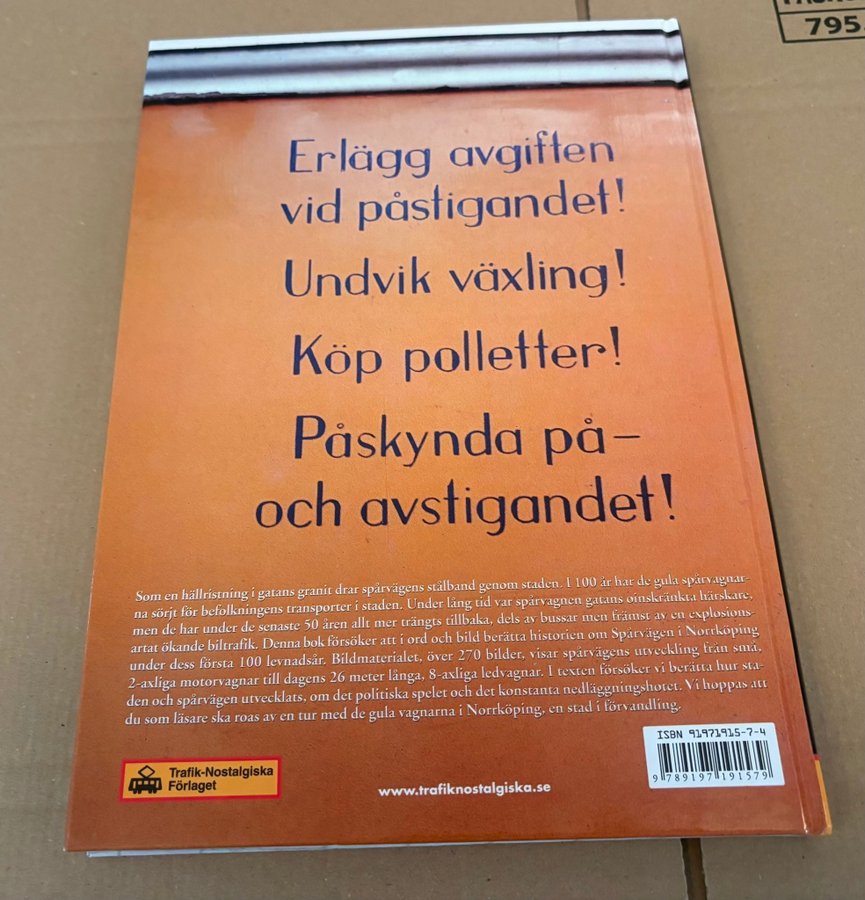 795
Erlägg avgiften
vid påstigandet!
Undvik växling!
Köp polletter!
Påskynda på-
och avstigandet!
Som en hällristning i gatans granit drar spårvägens stålband genom staden. I 100 år har de gula spårvagnar-
na sörjt för befolkningens transporter i staden. Under lång tid var spårvagnen gatans oinskränkta härskare,
men de har under de senaste 50 åren allt mer trängts tillbaka, dels av bussar men främst av en explosions-
artat ökande biltrafik. Denna bok försöker att i ord och bild berätta historien om Spårvägen i Norrköping
under dess första 100 levnadsår. Bildmaterialet, över 270 bilder, visar spårvägens utveckling från små,
2-axliga motorvagnar till dagens 26 meter långa, 8-axliga ledvagnar. I texten försöker vi berätta hur sta-
den och spårvägen utvecklats, om det politiska spelet och det konstanta nedläggningshotet. Vi hoppas att
du som läsare ska roas av en tur med de gula vagnarna i Norrköping, en stad i förvandling.
ISBN 91971915-7-4
9 789197 191579
Trafik-Nostalgiska
Förlaget
www.trafiknostalgiska.se